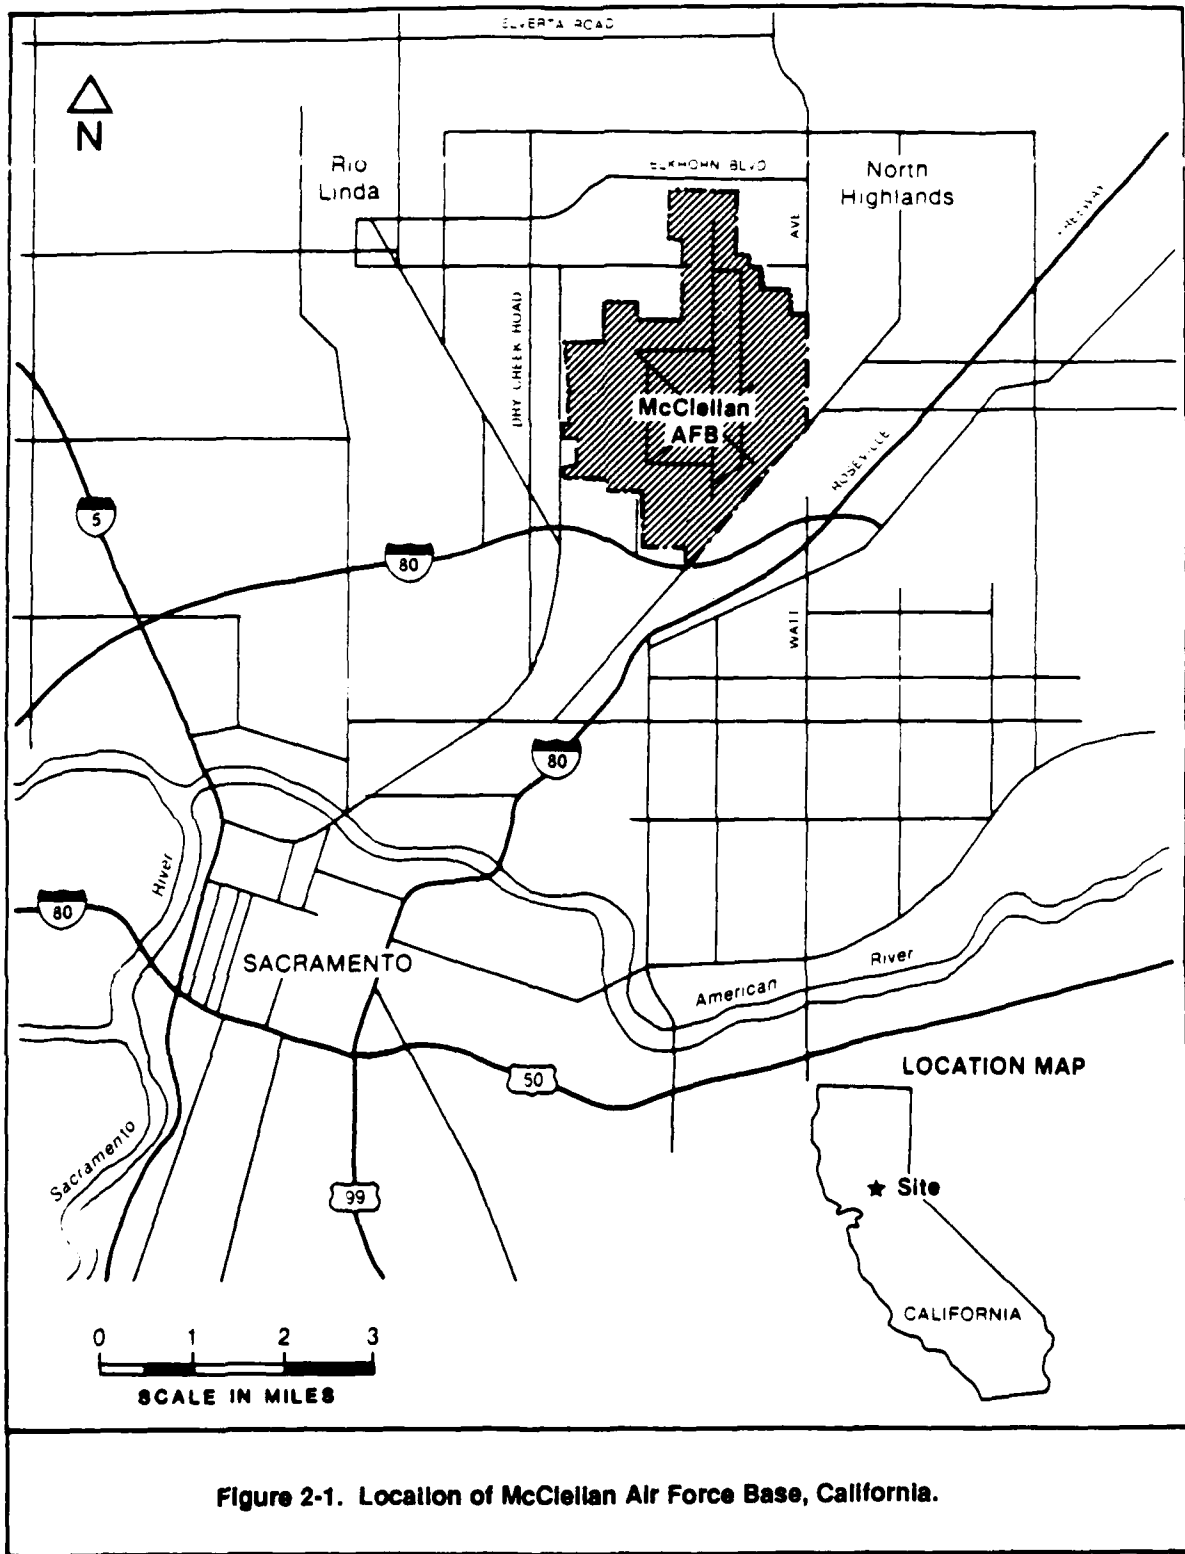 ELVERTA ROAD
N
Rio
Linda
ELKHORN BLVD
North
Highlands
AVE
FREEWAY
DRY CREEK ROAD
McClellan
AFB
ROSEVILLE
5
80
WATT
80
River
80
SACRAMENTO
American
River
50
LOCATION MAP
Sacramento
99
★ Site
CALIFORNIA
0 1 2 3
SCALE IN MILES
Figure 2-1. Location of McClellan Air Force Base, California.